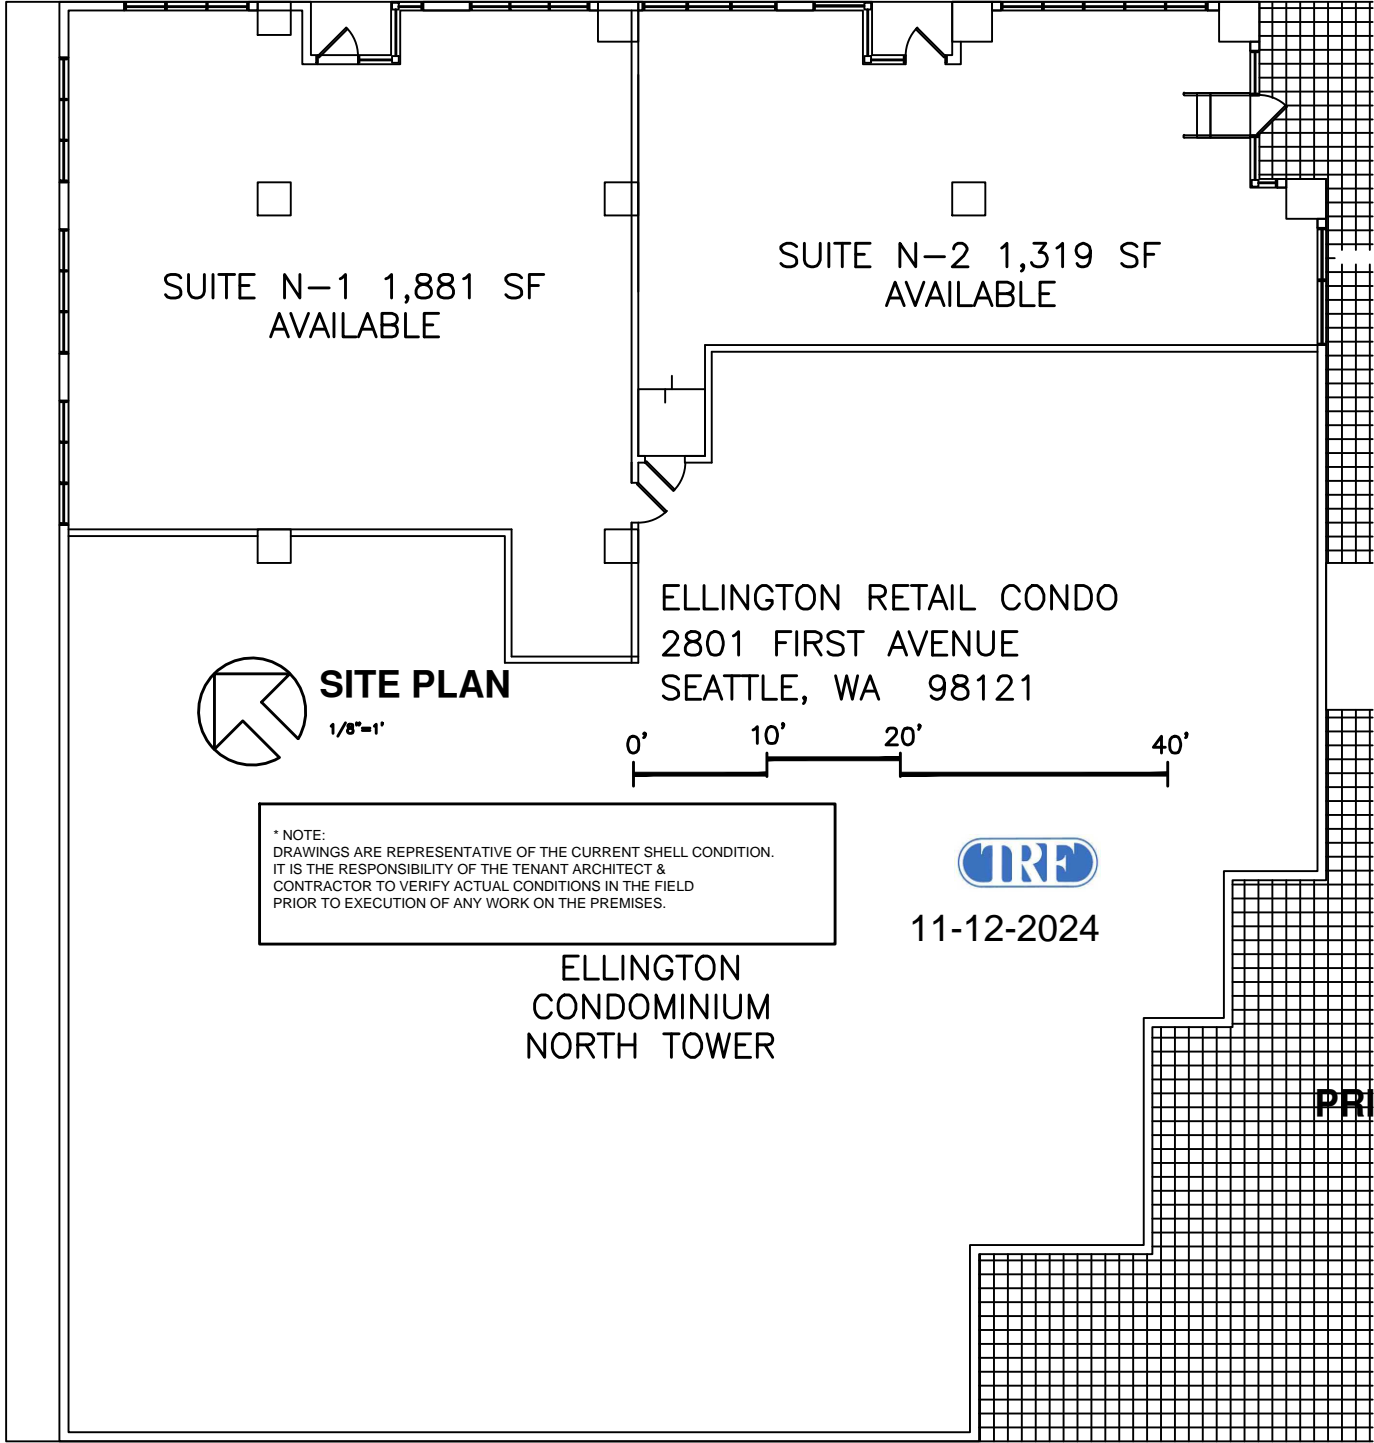 SUITE N-1 1,881 SF
AVAILABLE
SUITE N-2 1,319 SF
AVAILABLE
ELLINGTON RETAIL CONDO
2801 FIRST AVENUE
SEATTLE, WA 98121
SITE PLAN
1/8"=1'
0' 10' 20' 40'
* NOTE:
DRAWINGS ARE REPRESENTATIVE OF THE CURRENT SHELL CONDITION.
IT IS THE RESPONSIBILITY OF THE TENANT ARCHITECT &
CONTRACTOR TO VERIFY ACTUAL CONDITIONS IN THE FIELD
PRIOR TO EXECUTION OF ANY WORK ON THE PREMISES.
TRF
11-12-2024
ELLINGTON
CONDOMINIUM
NORTH TOWER